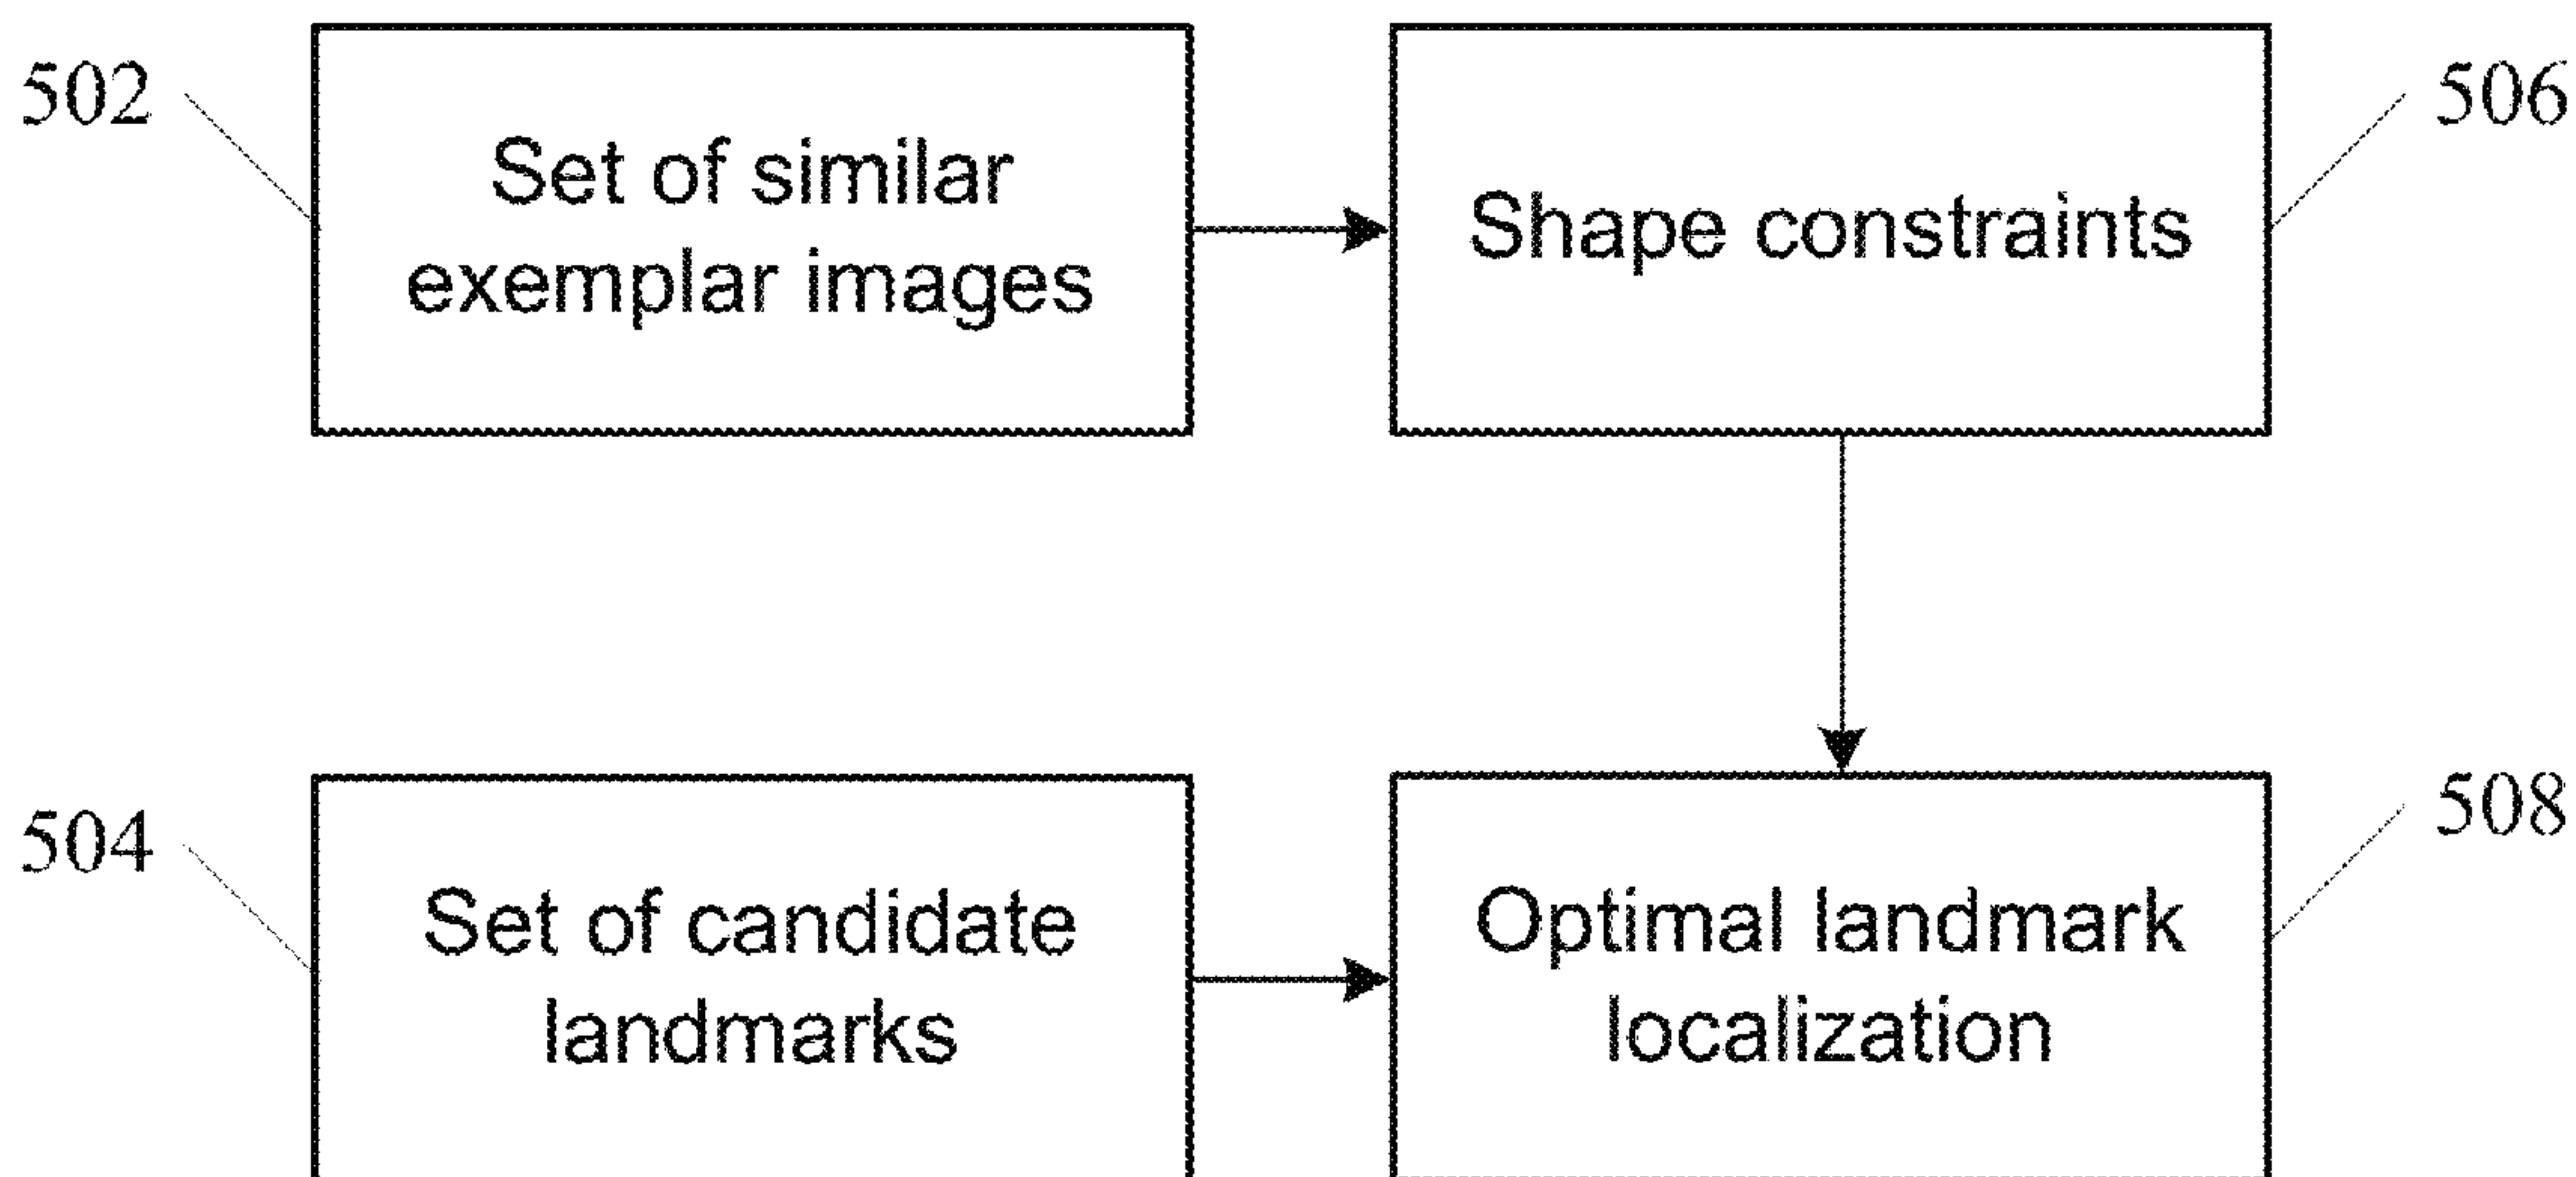 502
Set of similar
exemplar images
Shape constraints
506
504
Set of candidate
landmarks
Optimal landmark
localization
508